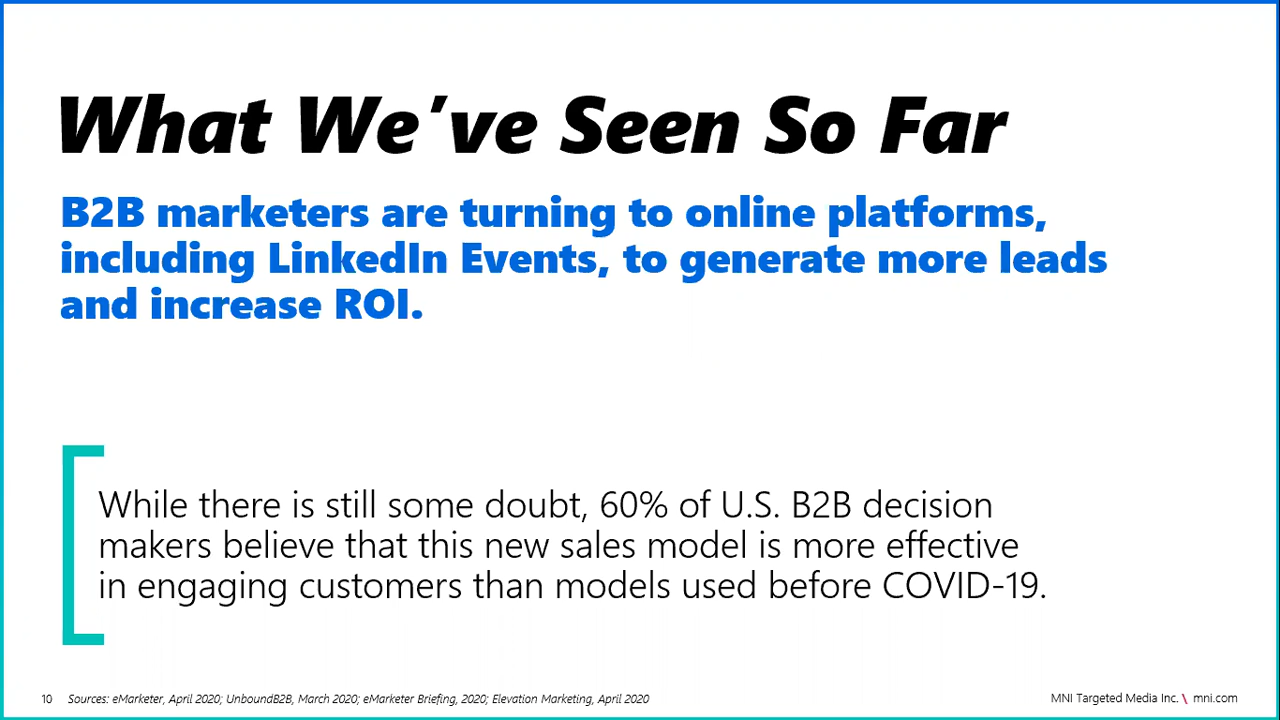 What We've Seen So Far
B2B marketers are turning to online platforms,
including LinkedIn Events, to generate more leads
and increase ROI.
While there is still some doubt, 60% of U.S. B2B decision
makers believe that this new sales model is more effective
in engaging customers than models used before COVID-19.
10 Sources: eMarketer, April 2020; UnboundB2B, March 2020; eMarketer Briefing, 2020; Elevation Marketing, April 2020
MNI Targeted Media Inc. \ mni.com